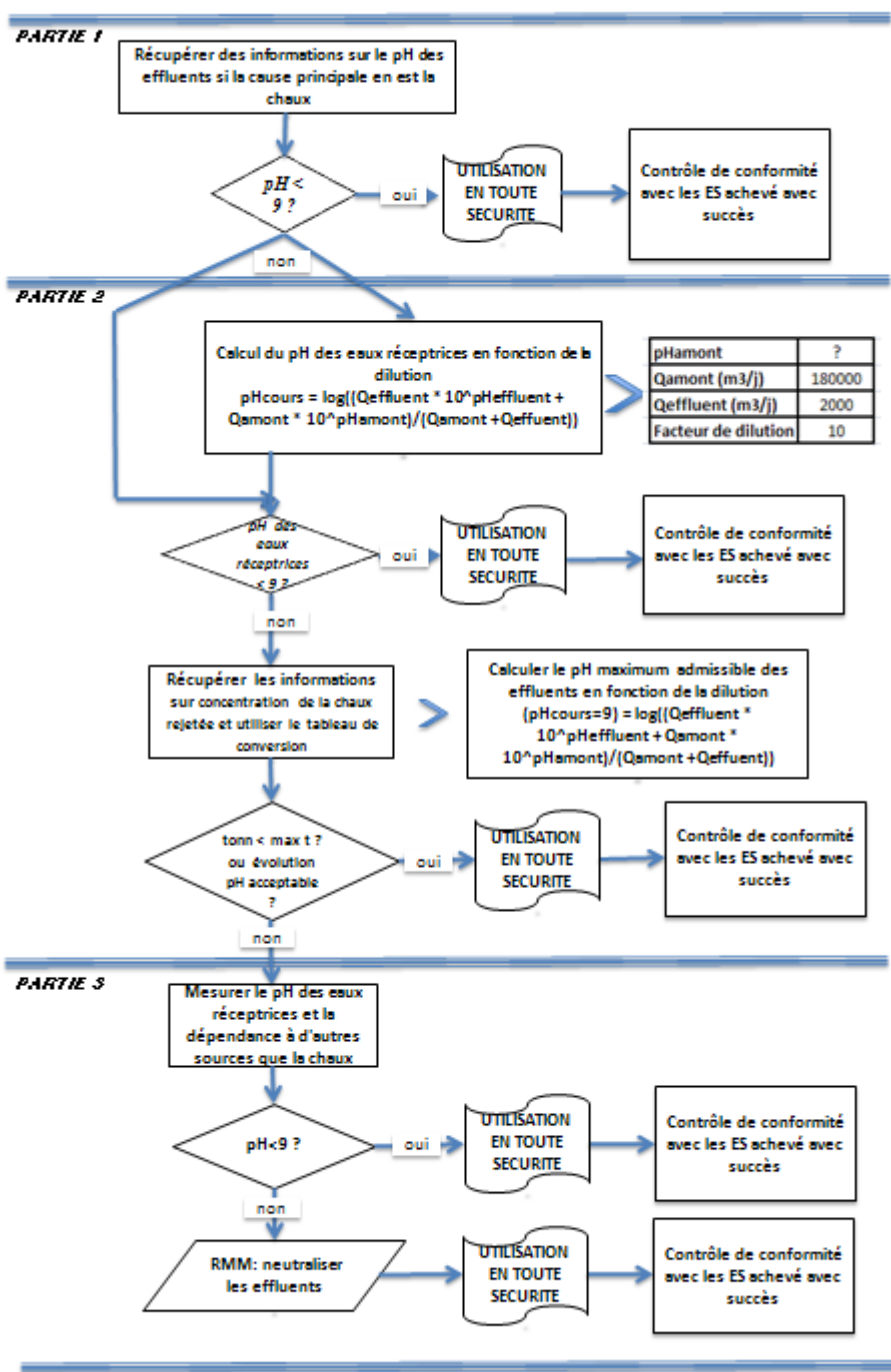 PARTIE 1
Récupérer des informations sur le pH des
effluents si la cause principale en est la
chaux
pH <
9 ?
oui
UTILISATION
EN TOUTE
SECURITE
Contrôle de conformité
avec les ES achevé avec
succès
non
PARTIE 2
Calcul du pH des eaux réceptrices en fonction de la
dilution
pHcours = log((Qeffluent * 10^pHeffluent +
Qamont * 10^pHamont)/(Qamont +Qeffuent))
pHamont ?
Qamont (m3/j) 180000
Qeffluent (m3/j) 2000
Facteur de dilution 10
pH des
eaux
réceptrices
< 9 ?
oui
UTILISATION
EN TOUTE
SECURITE
Contrôle de conformité
avec les ES achevé avec
succès
non
Récupérer les informations
sur concentration de la chaux
rejetée et utiliser le tableau de
conversion
Calculer le pH maximum admissible des
effluents en fonction de la dilution
(pHcours=9) = log((Qeffluent *
10^pHeffluent + Qamont *
10^pHamont)/(Qamont +Qeffuent))
tonn < max t ?
ou évolution
pH acceptable
?
oui
UTILISATION
EN TOUTE
SECURITE
Contrôle de conformité
avec les ES achevé avec
succès
non
PARTIE 3
Mesurer le pH des eaux
réceptrices et la
dépendance à d'autres
sources que la chaux
pH<9 ?
oui
UTILISATION
EN TOUTE
SECURITE
Contrôle de conformité
avec les ES achevé avec
succès
non
RMM: neutraliser
les effluents
UTILISATION
EN TOUTE
SECURITE
Contrôle de conformité
avec les ES achevé avec
succès